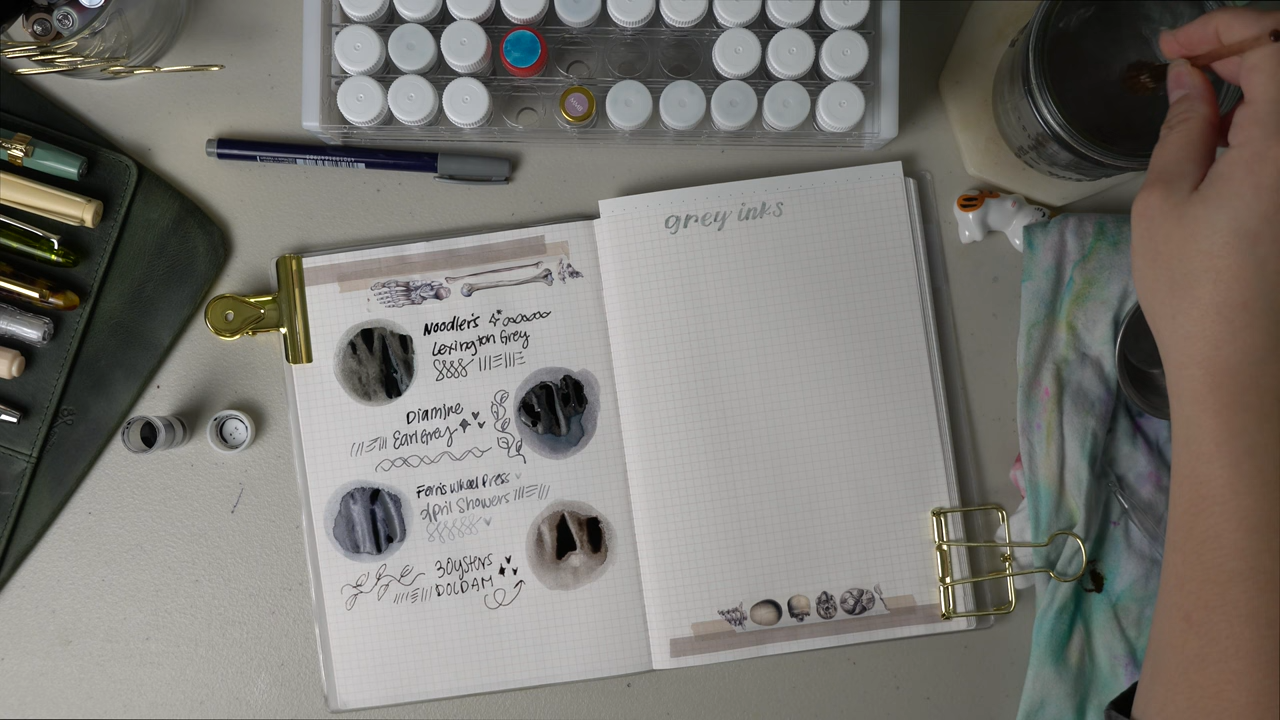 grey inks
Noodler's
Lexington Grey
Diamine
Earl Grey
Ferris Wheel Press
April Showers
3Oysters
DOLDAM